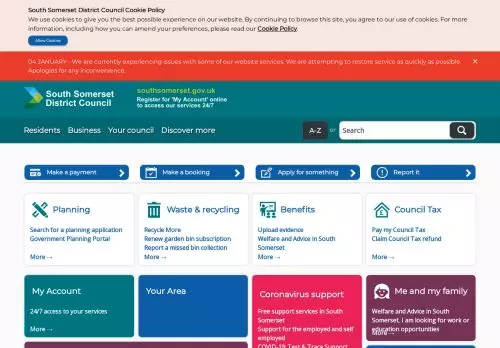 South Somerset District Council Cookie Policy
We use cookies to give you the best possible experience on our website. By continuing to browse this site, you agree to our use of cookies. For more
information, including how you can amend your preferences, please read our Cookie Policy.
Allow Cookies
04 JANUARY - We are currently experiencing issues with some of our website services. We are attempting to restore service as quickly as possible.
Apologies for any inconvenience.
×
South Somerset
District Council
southsomerset.gov.uk
Register for 'My Account' online
to access our services 24/7
Residents Business Your council Discover more
A-Z or Search
Make a payment
Make a booking
Apply for something
Report it
Planning
Search for a planning application
Government Planning Portal
More →
Waste & recycling
Recycle More
Renew garden bin subscription
Report a missed bin collection
More →
Benefits
Upload evidence
Welfare and Advice in South
Somerset
More →
Council Tax
Pay my Council Tax
Claim Council Tax refund
More →
My Account
24/7 access to your services
More →
Your Area
Coronavirus support
Free support services in South
Somerset
Support for the employed and self
employed
COVID-19: Test & Trace Support
Me and my family
Welfare and Advice in South
Somerset, I am looking for work or
education opportunities
More →